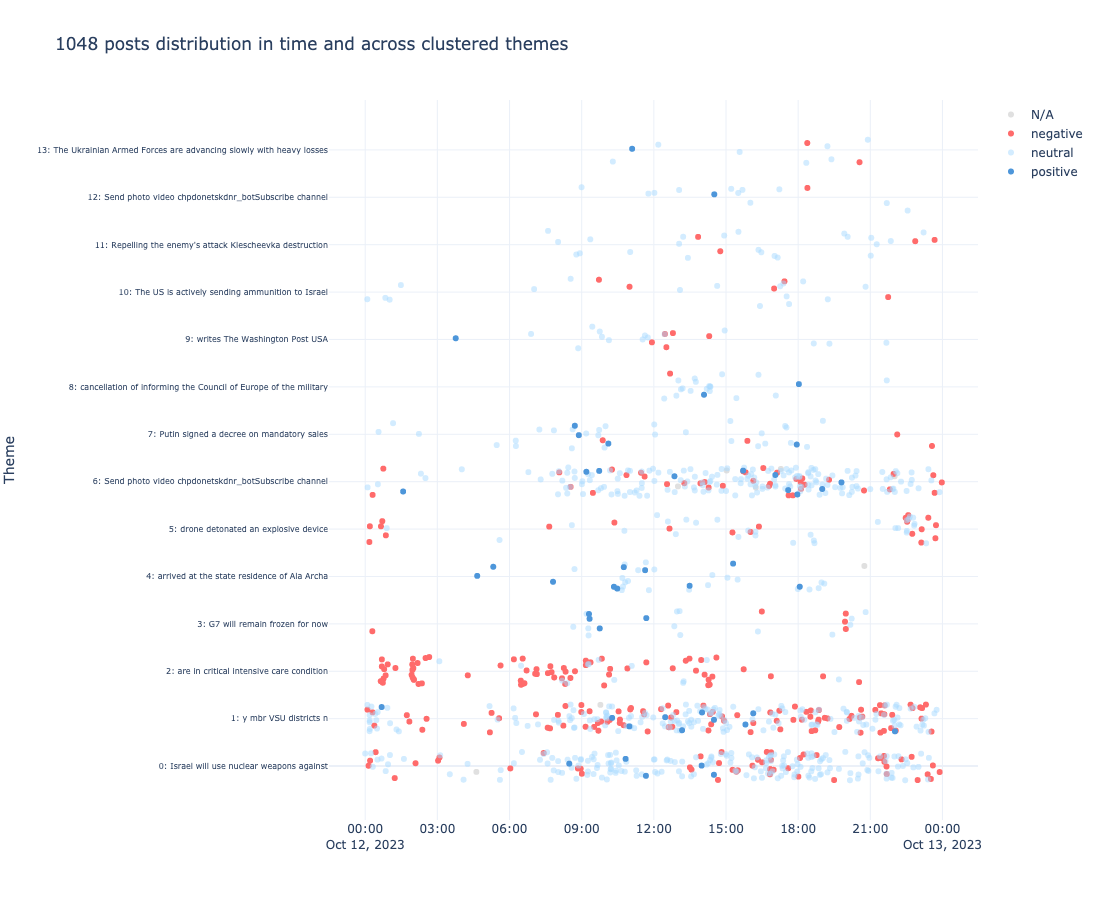 1048 posts distribution in time and across clustered themes
N/A
negative
neutral
positive
Theme
13: The Ukrainian Armed Forces are advancing slowly with heavy losses
12: Send photo video chpdonetskdnr_botSubscribe channel
11: Repelling the enemy's attack Klescheevka destruction
10: The US is actively sending ammunition to Israel
9: writes The Washington Post USA
8: cancellation of informing the Council of Europe of the military
7: Putin signed a decree on mandatory sales
6: Send photo video chpdonetskdnr_botSubscribe channel
5: drone detonated an explosive device
4: arrived at the state residence of Ala Archa
3: G7 will remain frozen for now
2: are in critical intensive care condition
1: y mbr VSU districts n
0: Israel will use nuclear weapons against
00:00 03:00 06:00 09:00 12:00 15:00 18:00 21:00 00:00
Oct 12, 2023 Oct 13, 2023